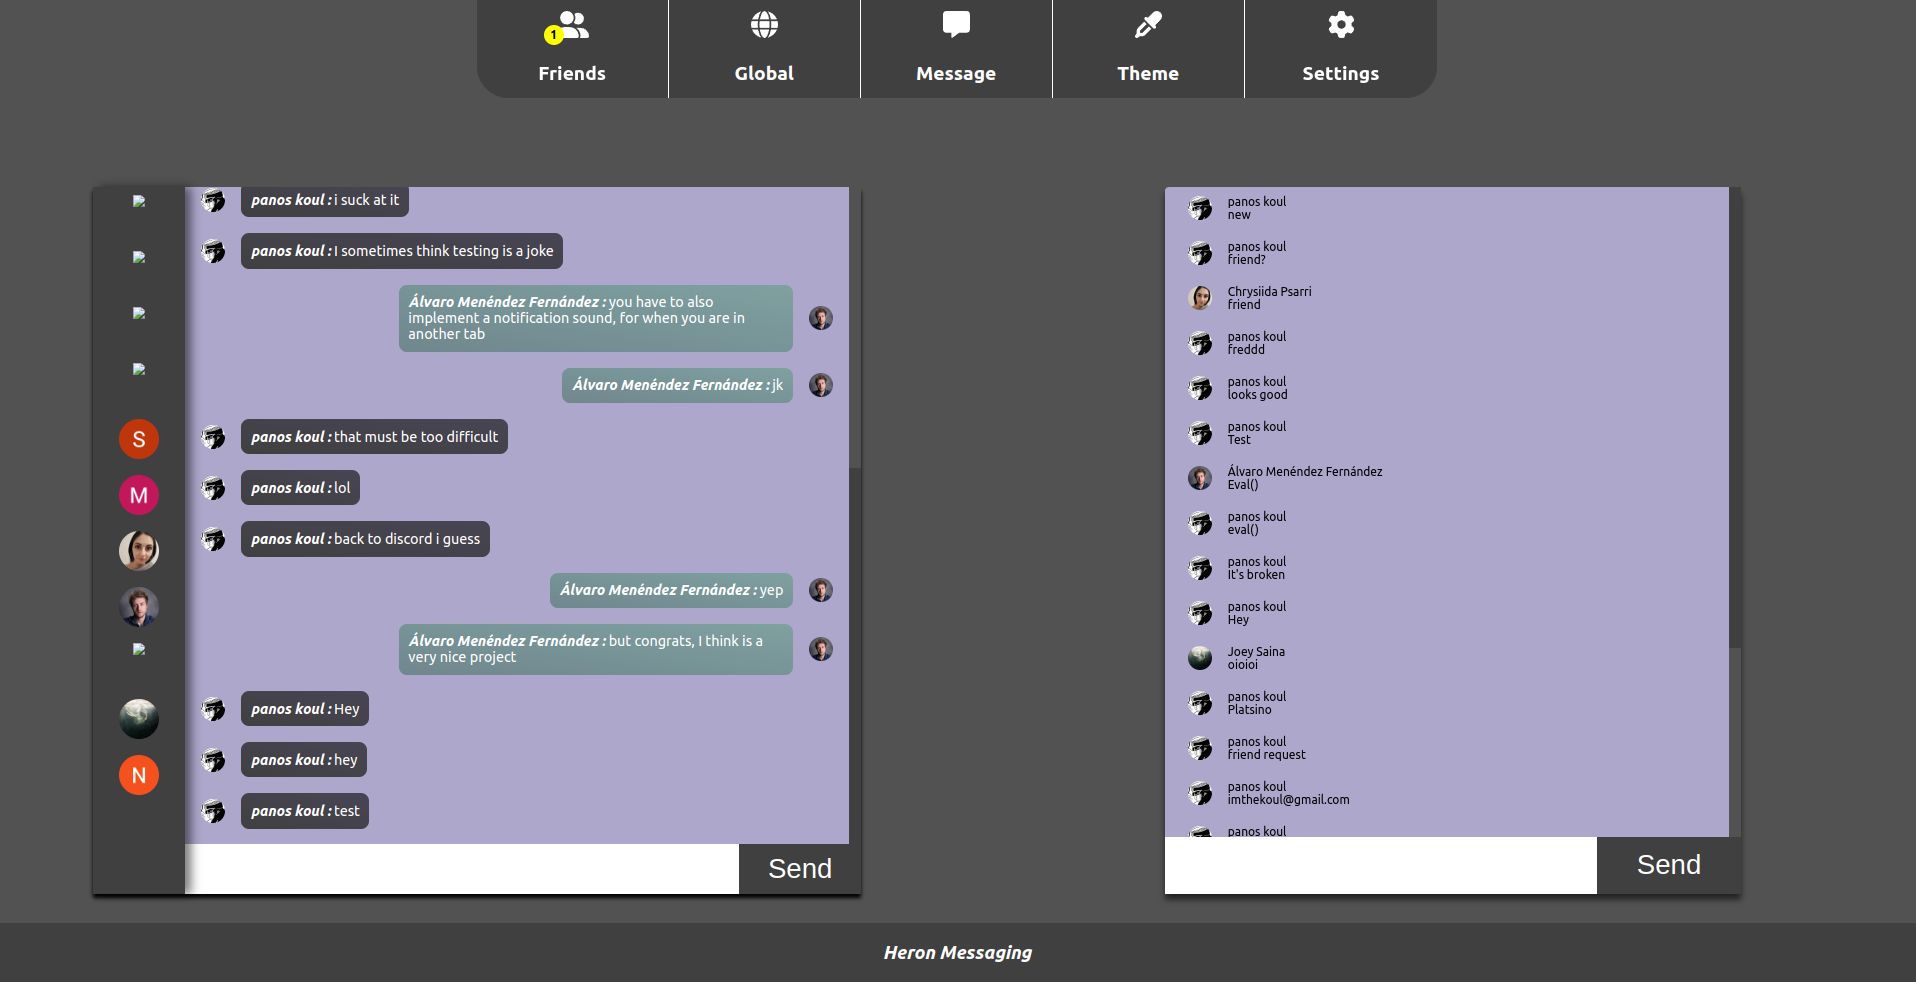 1
Friends
Global
Message
Theme
Settings
panos koul : i suck at it
panos koul : I sometimes think testing is a joke
Álvaro Menéndez Fernández : you have to also
implement a notification sound, for when you are in
another tab
Álvaro Menéndez Fernández : jk
S
panos koul : that must be too difficult
M
panos koul : lol
panos koul : back to discord i guess
Álvaro Menéndez Fernández : yep
Álvaro Menéndez Fernández : but congrats, I think is a
very nice project
panos koul : Hey
N
panos koul : hey
panos koul : test
Send
panos koul
new
panos koul
friend?
Chrysiida Psarri
friend
panos koul
freddd
panos koul
looks good
panos koul
Test
Álvaro Menéndez Fernández
Eval()
panos koul
eval()
panos koul
It's broken
panos koul
Hey
Joey Saina
oioioi
panos koul
Platsino
panos koul
friend request
panos koul
imthekoul@gmail.com
panos koul
Send
Heron Messaging